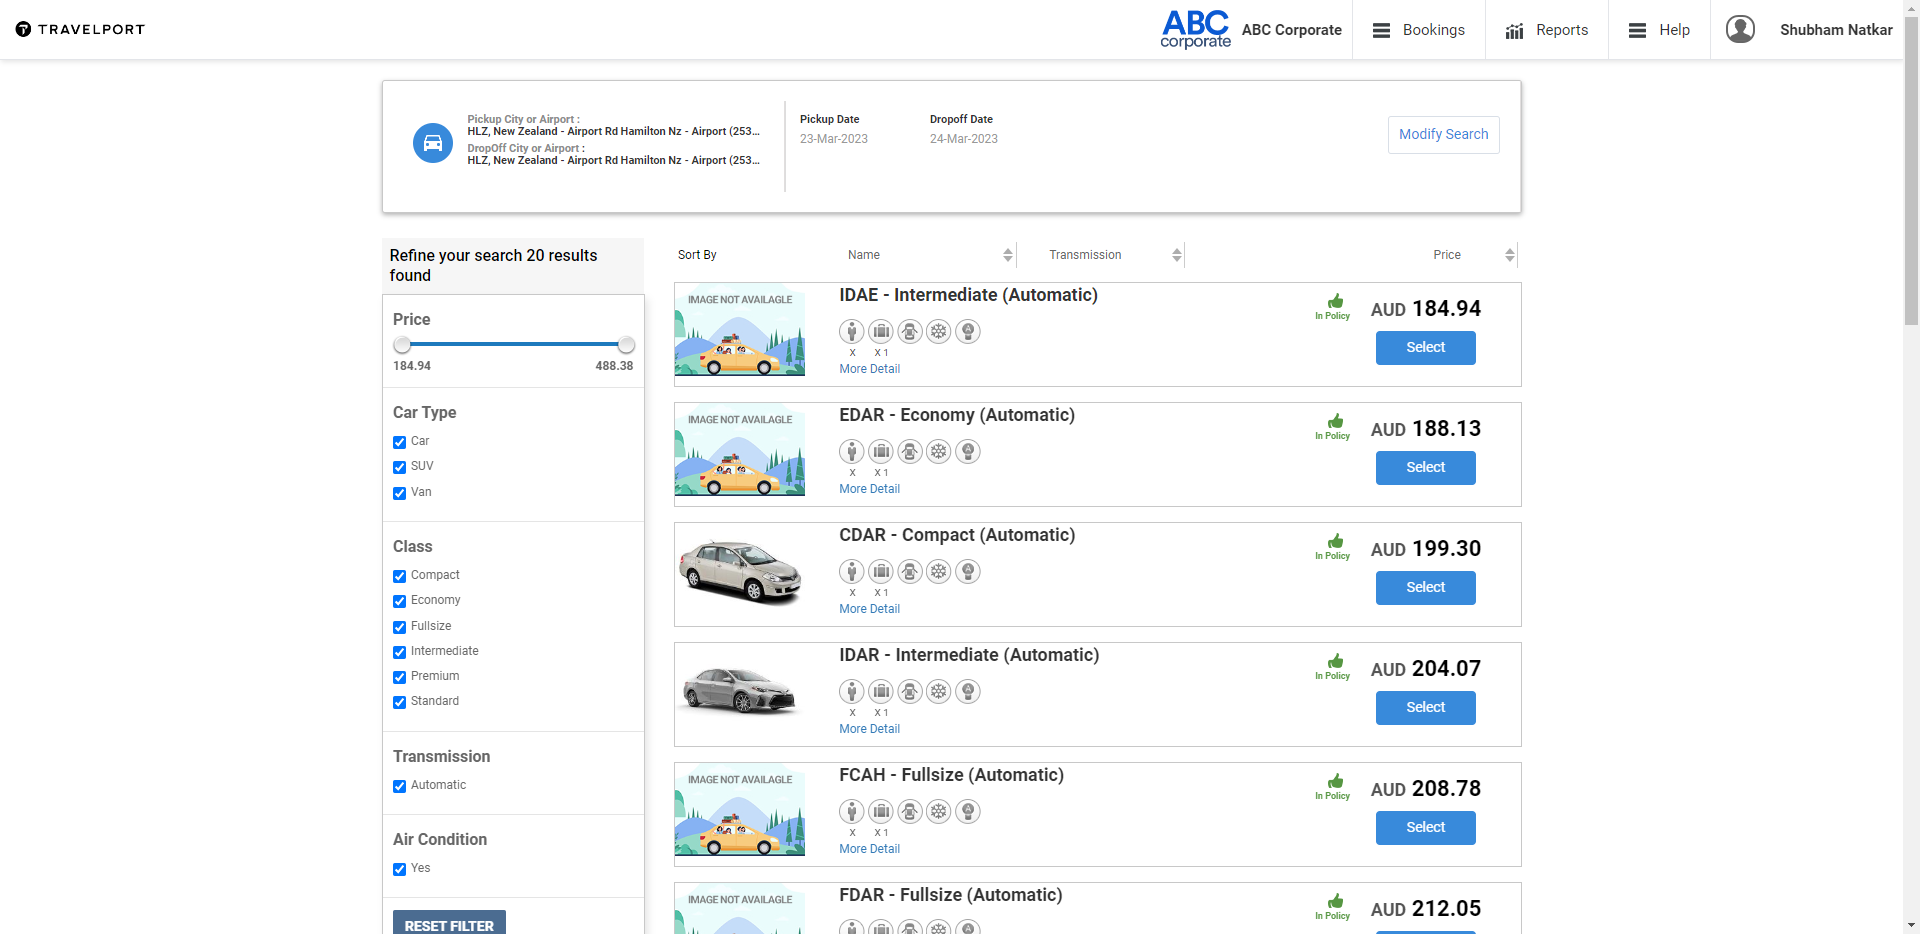 TRAVELPORT
ABC
corporate
ABC Corporate
Bookings
Reports
Help
Shubham Natkar
Pickup City or Airport :
HLZ, New Zealand - Airport Rd Hamilton Nz - Airport (253...
DropOff City or Airport :
HLZ, New Zealand - Airport Rd Hamilton Nz - Airport (253...
Pickup Date
23-Mar-2023
Dropoff Date
24-Mar-2023
Modify Search
Refine your search 20 results
found
Price
184.94
488.38
Car Type
Car
SUV
Van
Class
Compact
Economy
Fullsize
Intermediate
Premium
Standard
Transmission
Automatic
Air Condition
Yes
RESET FILTER
Sort By
Name
Transmission
Price
IMAGE NOT AVAILAGLE
IDAE - Intermediate (Automatic)
X
X 1
More Detail
In Policy
AUD 184.94
Select
IMAGE NOT AVAILAGLE
EDAR - Economy (Automatic)
X
X 1
More Detail
In Policy
AUD 188.13
Select
CDAR - Compact (Automatic)
X
X 1
More Detail
In Policy
AUD 199.30
Select
IDAR - Intermediate (Automatic)
X
X 1
More Detail
In Policy
AUD 204.07
Select
IMAGE NOT AVAILAGLE
FCAH - Fullsize (Automatic)
X
X 1
More Detail
In Policy
AUD 208.78
Select
IMAGE NOT AVAILAGLE
FDAR - Fullsize (Automatic)
In Policy
AUD 212.05